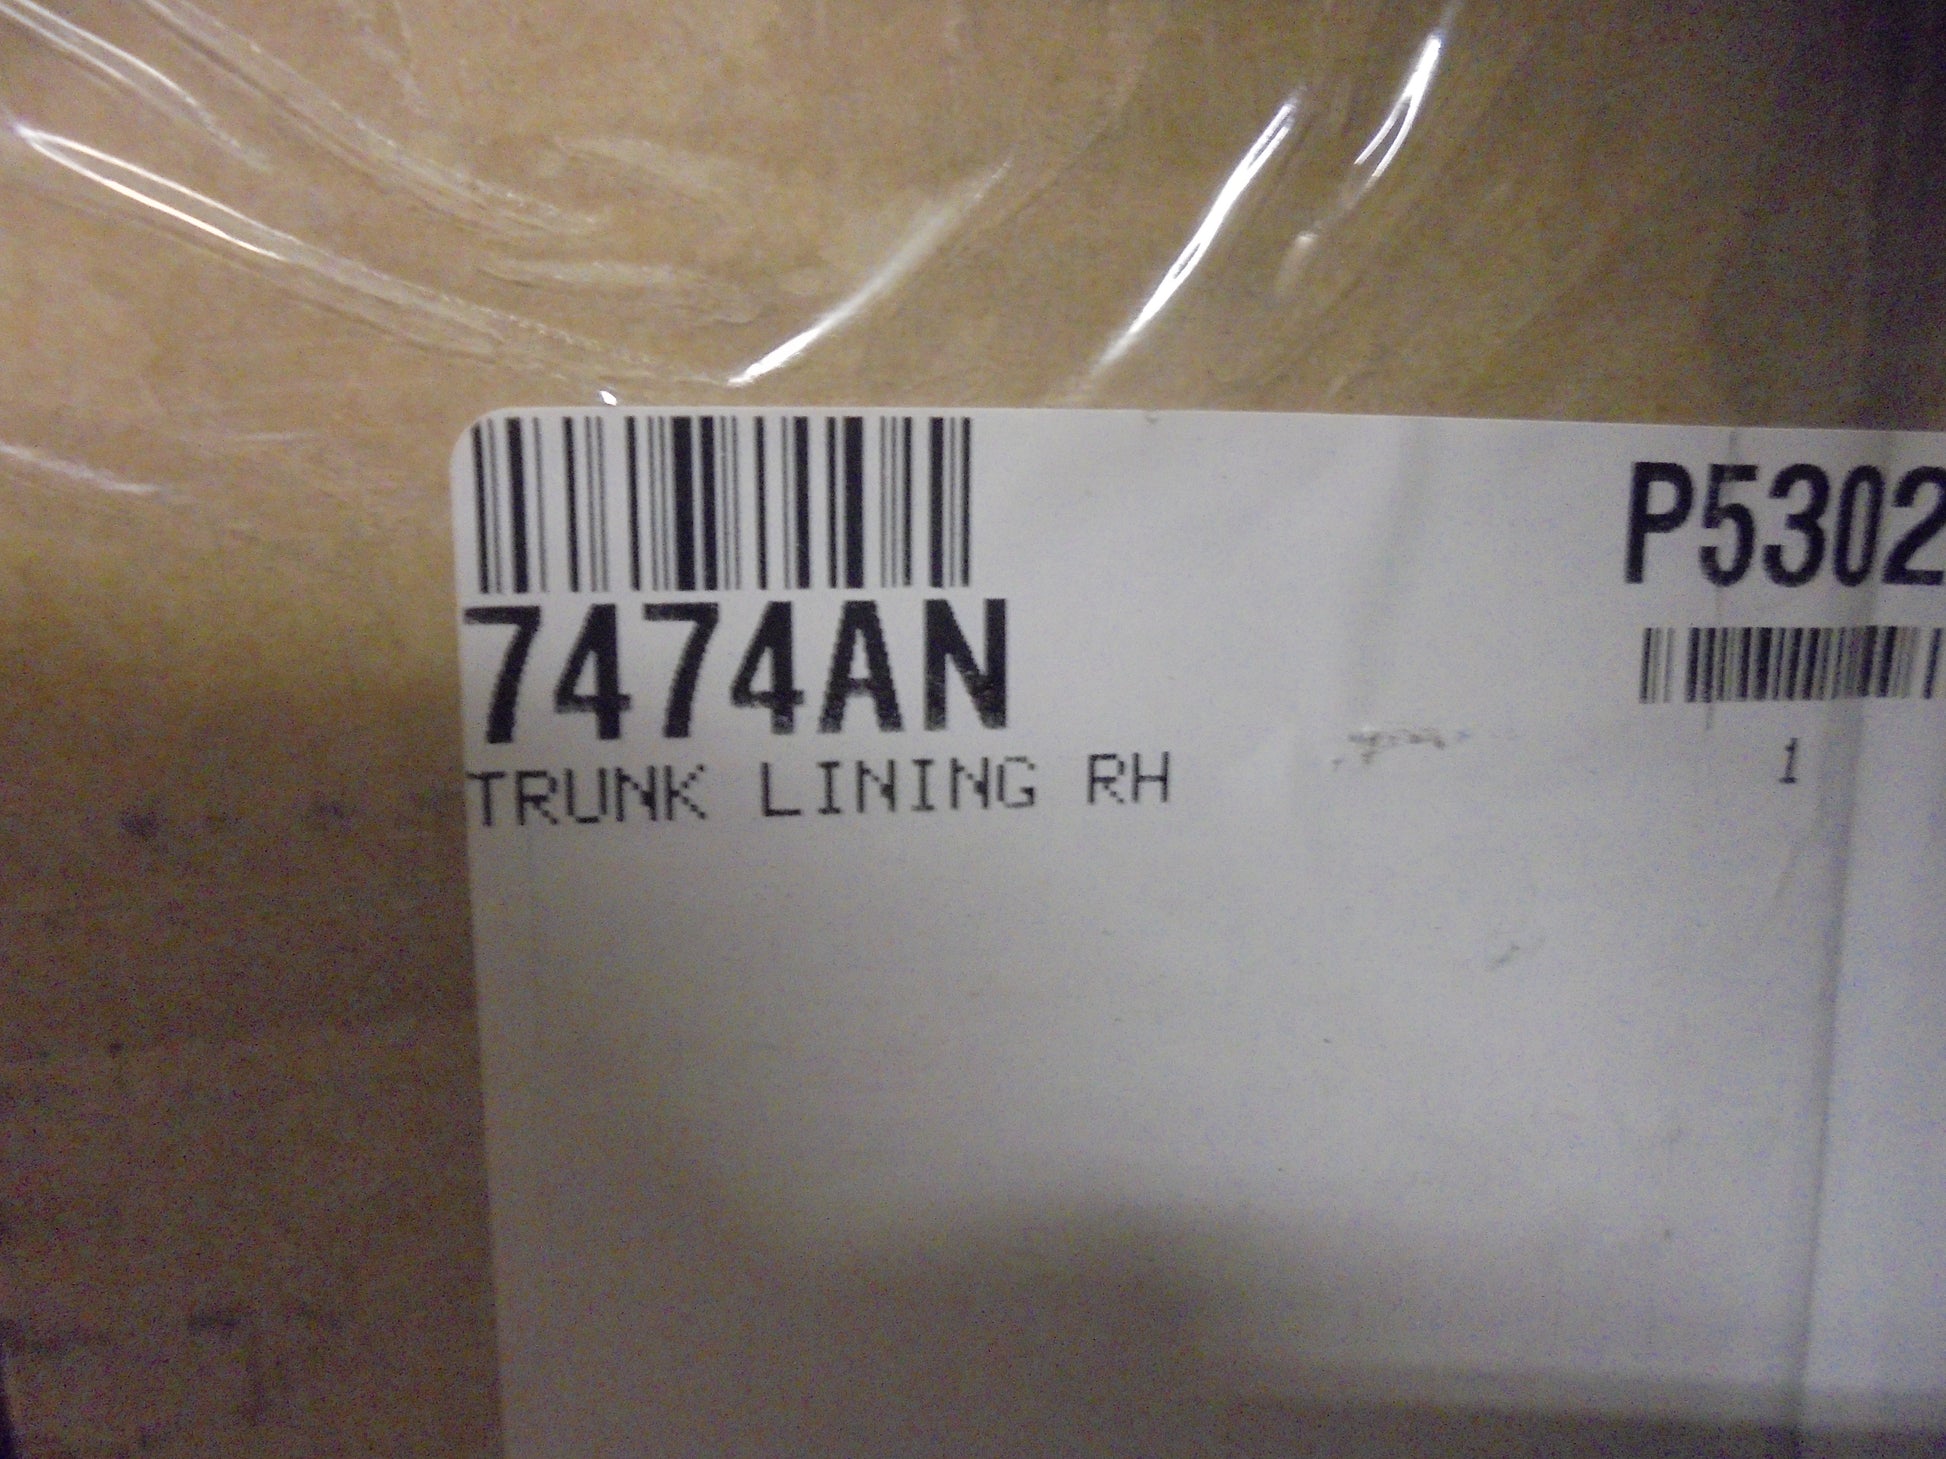 7474AN
TRUNK LINING RH
P5302
1